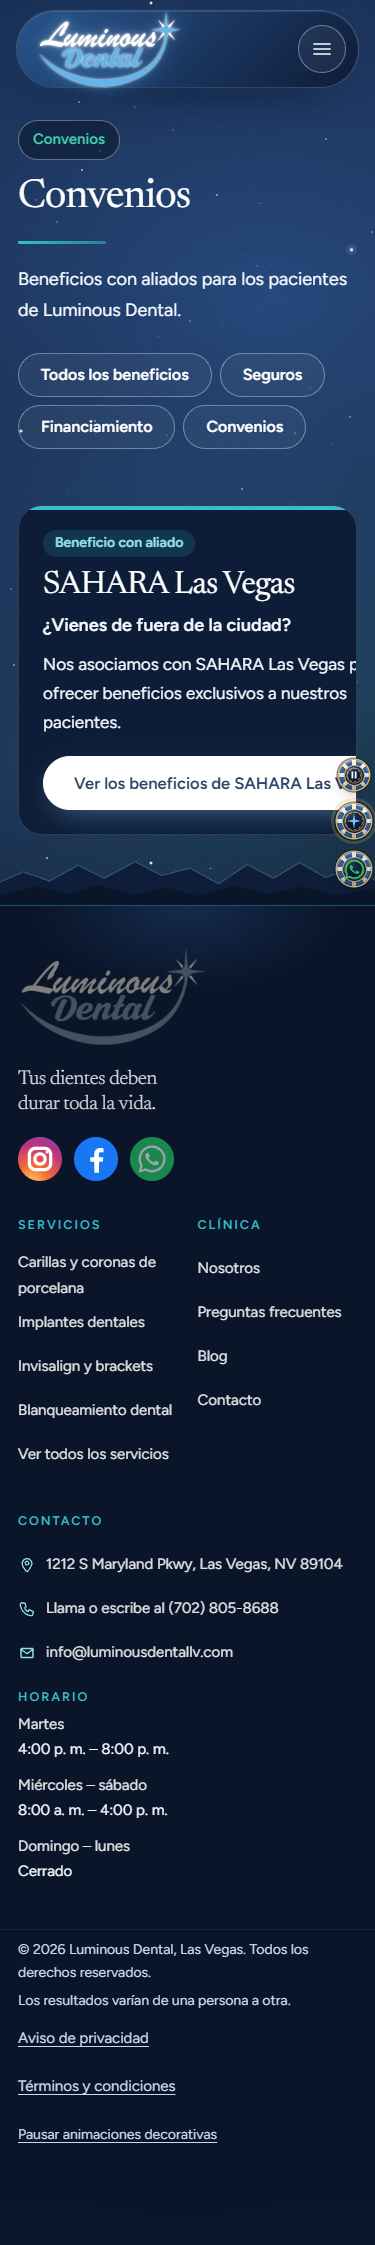 Luminous
Dental
Convenios
Convenios
Beneficios con aliados para los pacientes
de Luminous Dental.
Todos los beneficios
Seguros
Financiamiento
Convenios
Beneficio con aliado
SAHARA Las Vegas
¿Vienes de fuera de la ciudad?
Nos asociamos con SAHARA Las Vegas
ofrecer beneficios exclusivos a nuestros
pacientes.
Ver los beneficios de SAHARA Las
Luminous
Dental
Tus dientes deben
durar toda la vida.
SERVICIOS
Carillas y coronas de
porcelana
Implantes dentales
Invisalign y brackets
Blanqueamiento dental
Ver todos los servicios
CLÍNICA
Nosotros
Preguntas frecuentes
Blog
Contacto
CONTACTO
1212 S Maryland Pkwy, Las Vegas, NV 89104
Llama o escribe al (702) 805-8688
info@luminousdentallv.com
HORARIO
Martes
4:00 p. m. – 8:00 p. m.
Miércoles – sábado
8:00 a. m. – 4:00 p. m.
Domingo – lunes
Cerrado
© 2026 Luminous Dental, Las Vegas. Todos los
derechos reservados.
Los resultados varían de una persona a otra.
Aviso de privacidad
Términos y condiciones
Pausar animaciones decorativas